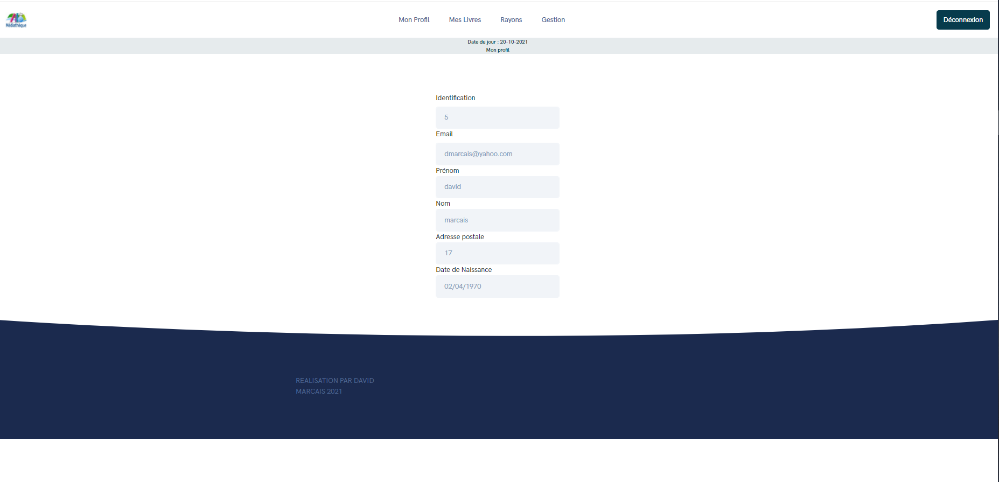 Médiathèque
Mon Profil Mes Livres Rayons Gestion Déconnexion
Date du jour : 20-10-2021
Mon profil
Identification
5
Email
dmarcais@yahoo.com
Prénom
david
Nom
marcais
Adresse postale
17
Date de Naissance
02/04/1970
REALISATION PAR DAVID
MARCAIS 2021